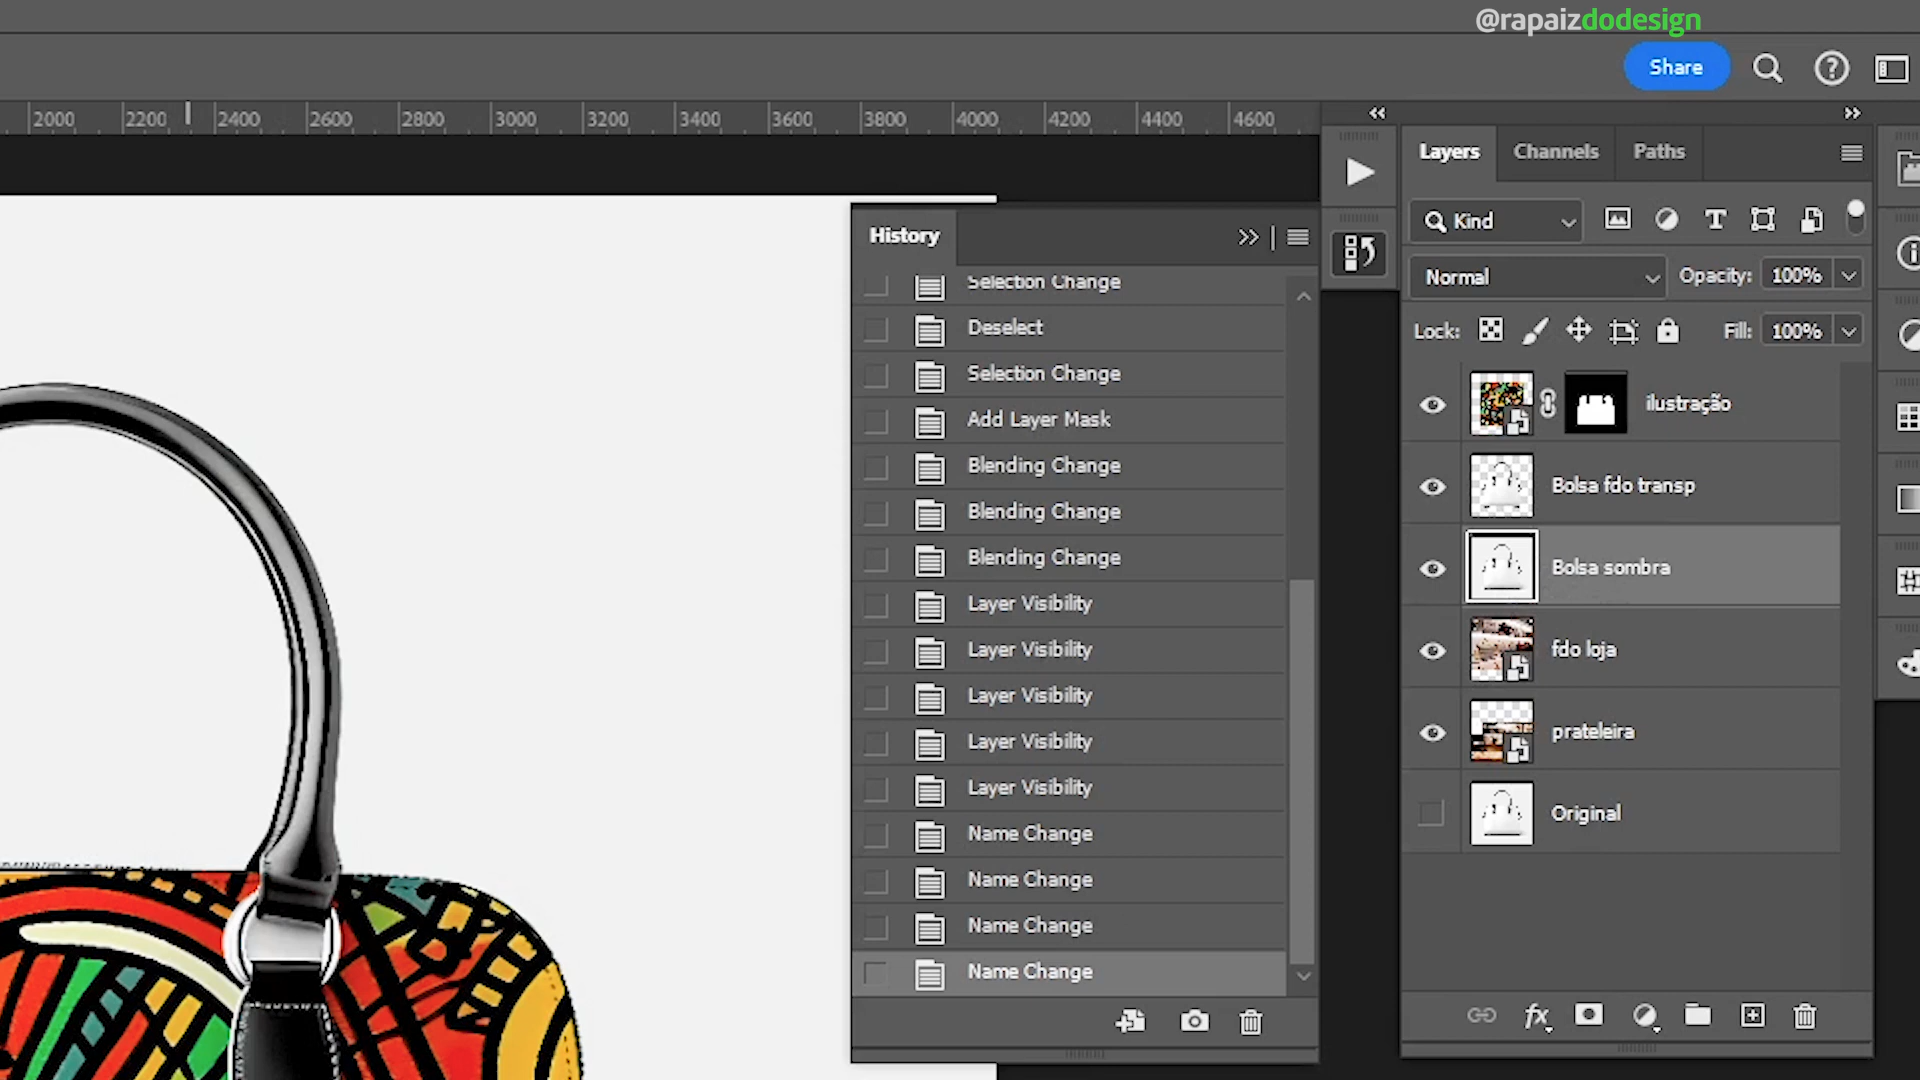 @rapaizdodesign
Share
2000 2200 2400 2600 2800 3000 3200 3400 3600 3800 4000 4200 4400 4600
History
Selection Change
Deselect
Selection Change
Add Layer Mask
Blending Change
Blending Change
Blending Change
Layer Visibility
Layer Visibility
Layer Visibility
Layer Visibility
Layer Visibility
Name Change
Name Change
Name Change
Name Change
Layers Channels Paths
Kind
Normal Opacity: 100%
Lock: Fill: 100%
ilustração
Bolsa fdo transp
Bolsa sombra
fdo loja
prateleira
Original
fx